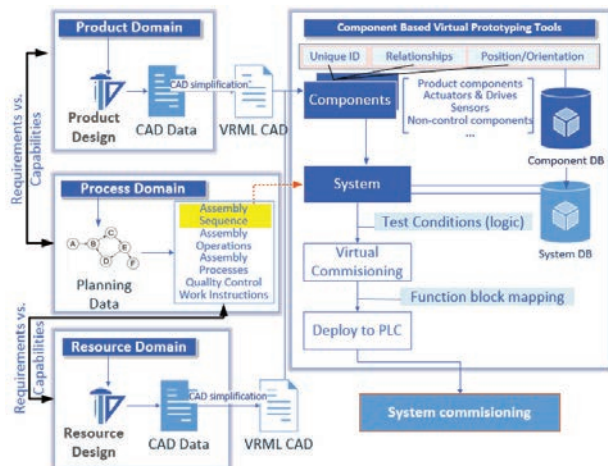 Product Domain
Product
Design
CAD simplification
CAD Data
VRML CAD
Requirements vs.
Capabilities
Process Domain
A
B
C
D
E
F
Planning
Data
Assembly
Sequence
Assembly
Operations
Assembly
Processes
Quality Control
Work Instructions
Requirements vs.
Capabilities
Resource Domain
Resource
Design
CAD simplification
CAD Data
VRML CAD
Component Based Virtual Prototyping Tools
Unique ID
Relationships
Position/Orientation
Components
Product components
Actuators & Drives
Sensors
Non-control components
...
Component DB
System
System DB
Test Conditions (logic)
Virtual
Commisioning
Function block mapping
Deploy to PLC
System commisioning